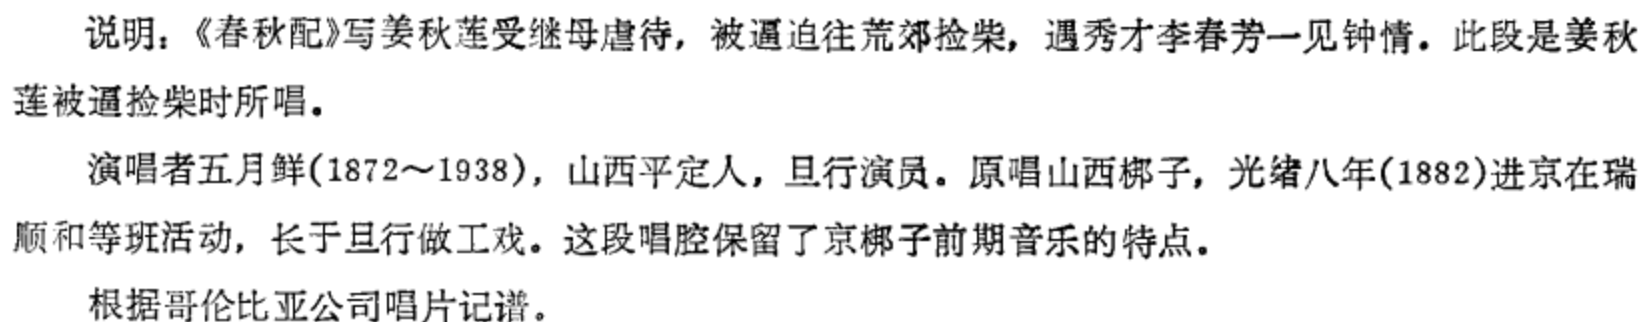 说明：《春秋配》写姜秋莲受继母虐待，被逼迫往荒郊捡柴，遇秀才李春芳一见钟情。此段是姜秋
莲被逼捡柴时所唱。
演唱者五月鲜(1872～1938)，山西平定人，旦行演员。原唱山西梆子，光绪八年(1882)进京在瑞
顺和等班活动，长于旦行做工戏。这段唱腔保留了京梆子前期音乐的特点。
根据哥伦比亚公司唱片记谱。